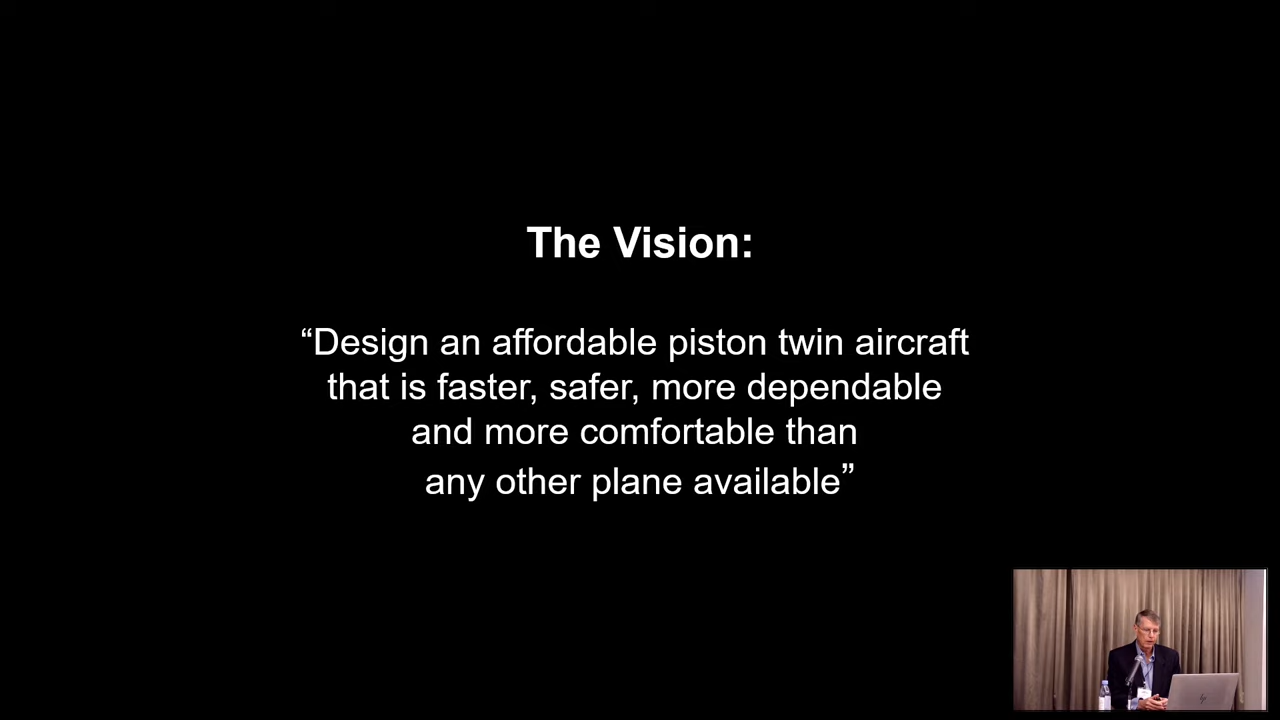 The Vision:
“Design an affordable piston twin aircraft
that is faster, safer, more dependable
and more comfortable than
any other plane available”